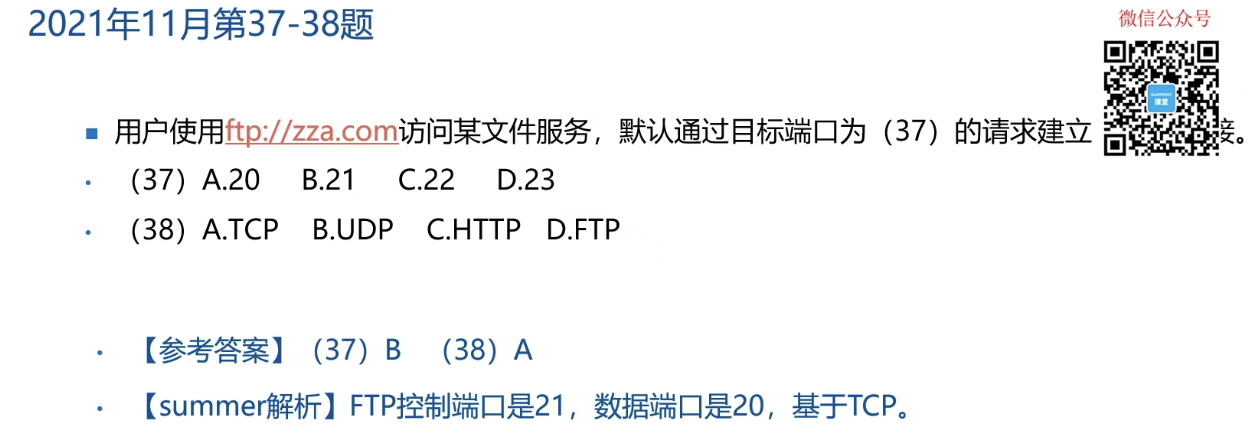 2021年11月第37-38题
微信公众号
summer
课堂
用户使用ftp://zza.com访问某文件服务，默认通过目标端口为（37）的请求建立 接。
（37）A.20 B.21 C.22 D.23
（38）A.TCP B.UDP C.HTTP D.FTP
【参考答案】（37）B （38）A
【summer解析】FTP控制端口是21，数据端口是20，基于TCP。